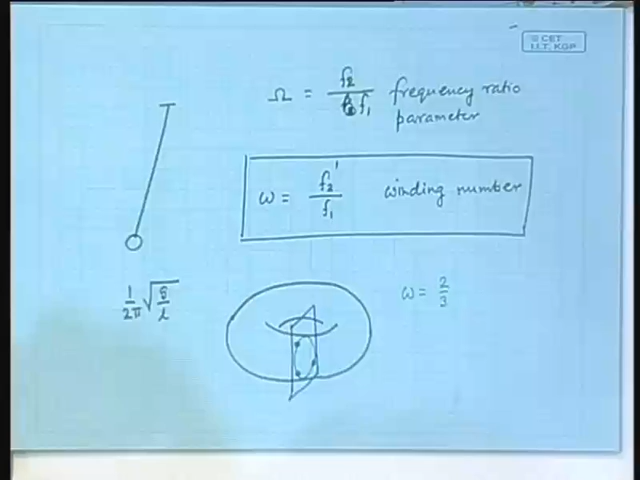 © CET
I.I.T. KGP
Ω = f₂ / f₁ frequency ratio
parameter
ω = f₂' / f₁ winding number
1/2π √(g/l)
ω = 2/3